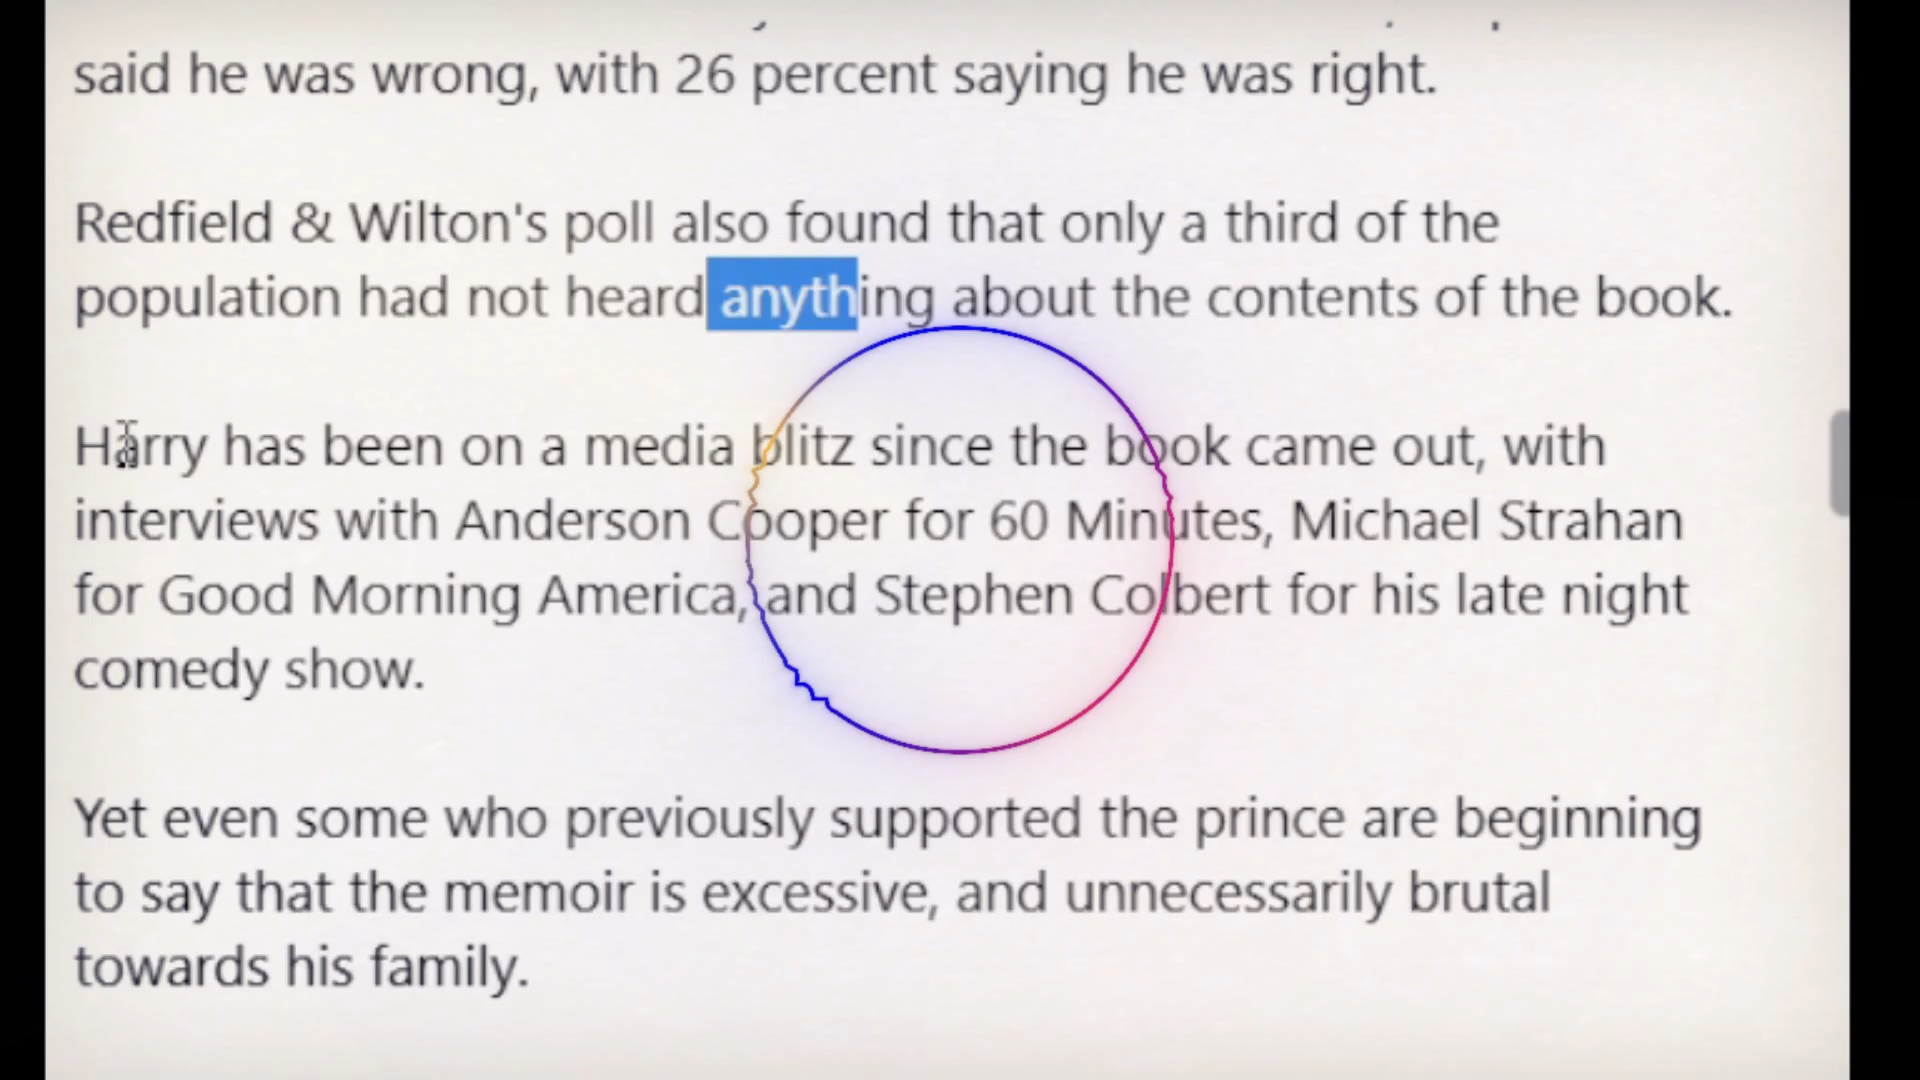 said he was wrong, with 26 percent saying he was right.
Redfield & Wilton's poll also found that only a third of the
population had not heard anything about the contents of the book.
Harry has been on a media blitz since the book came out, with
interviews with Anderson Cooper for 60 Minutes, Michael Strahan
for Good Morning America, and Stephen Colbert for his late night
comedy show.
Yet even some who previously supported the prince are beginning
to say that the memoir is excessive, and unnecessarily brutal
towards his family.